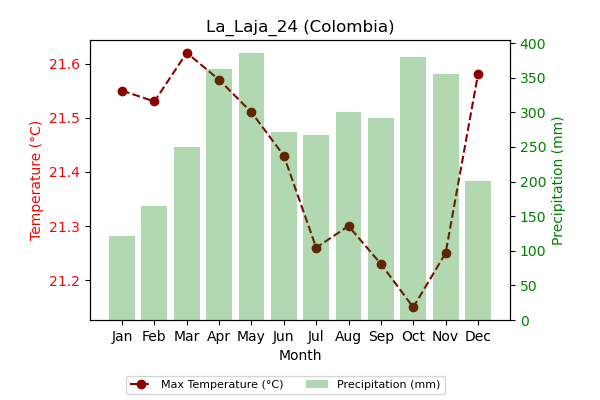 La_Laja_24 (Colombia)
Temperature (°C)
21.6
21.5
21.4
21.3
21.2
400
350
300
250
200
150
100
50
0
Precipitation (mm)
Jan Feb Mar Apr May Jun Jul Aug Sep Oct Nov Dec
Month
Max Temperature (°C) Precipitation (mm)